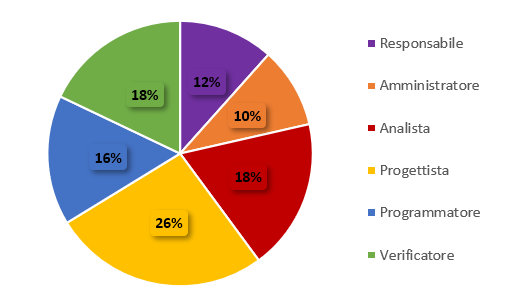 12%
10%
18%
26%
16%
18%
Responsabile
Amministratore
Analista
Progettista
Programmatore
Verificatore